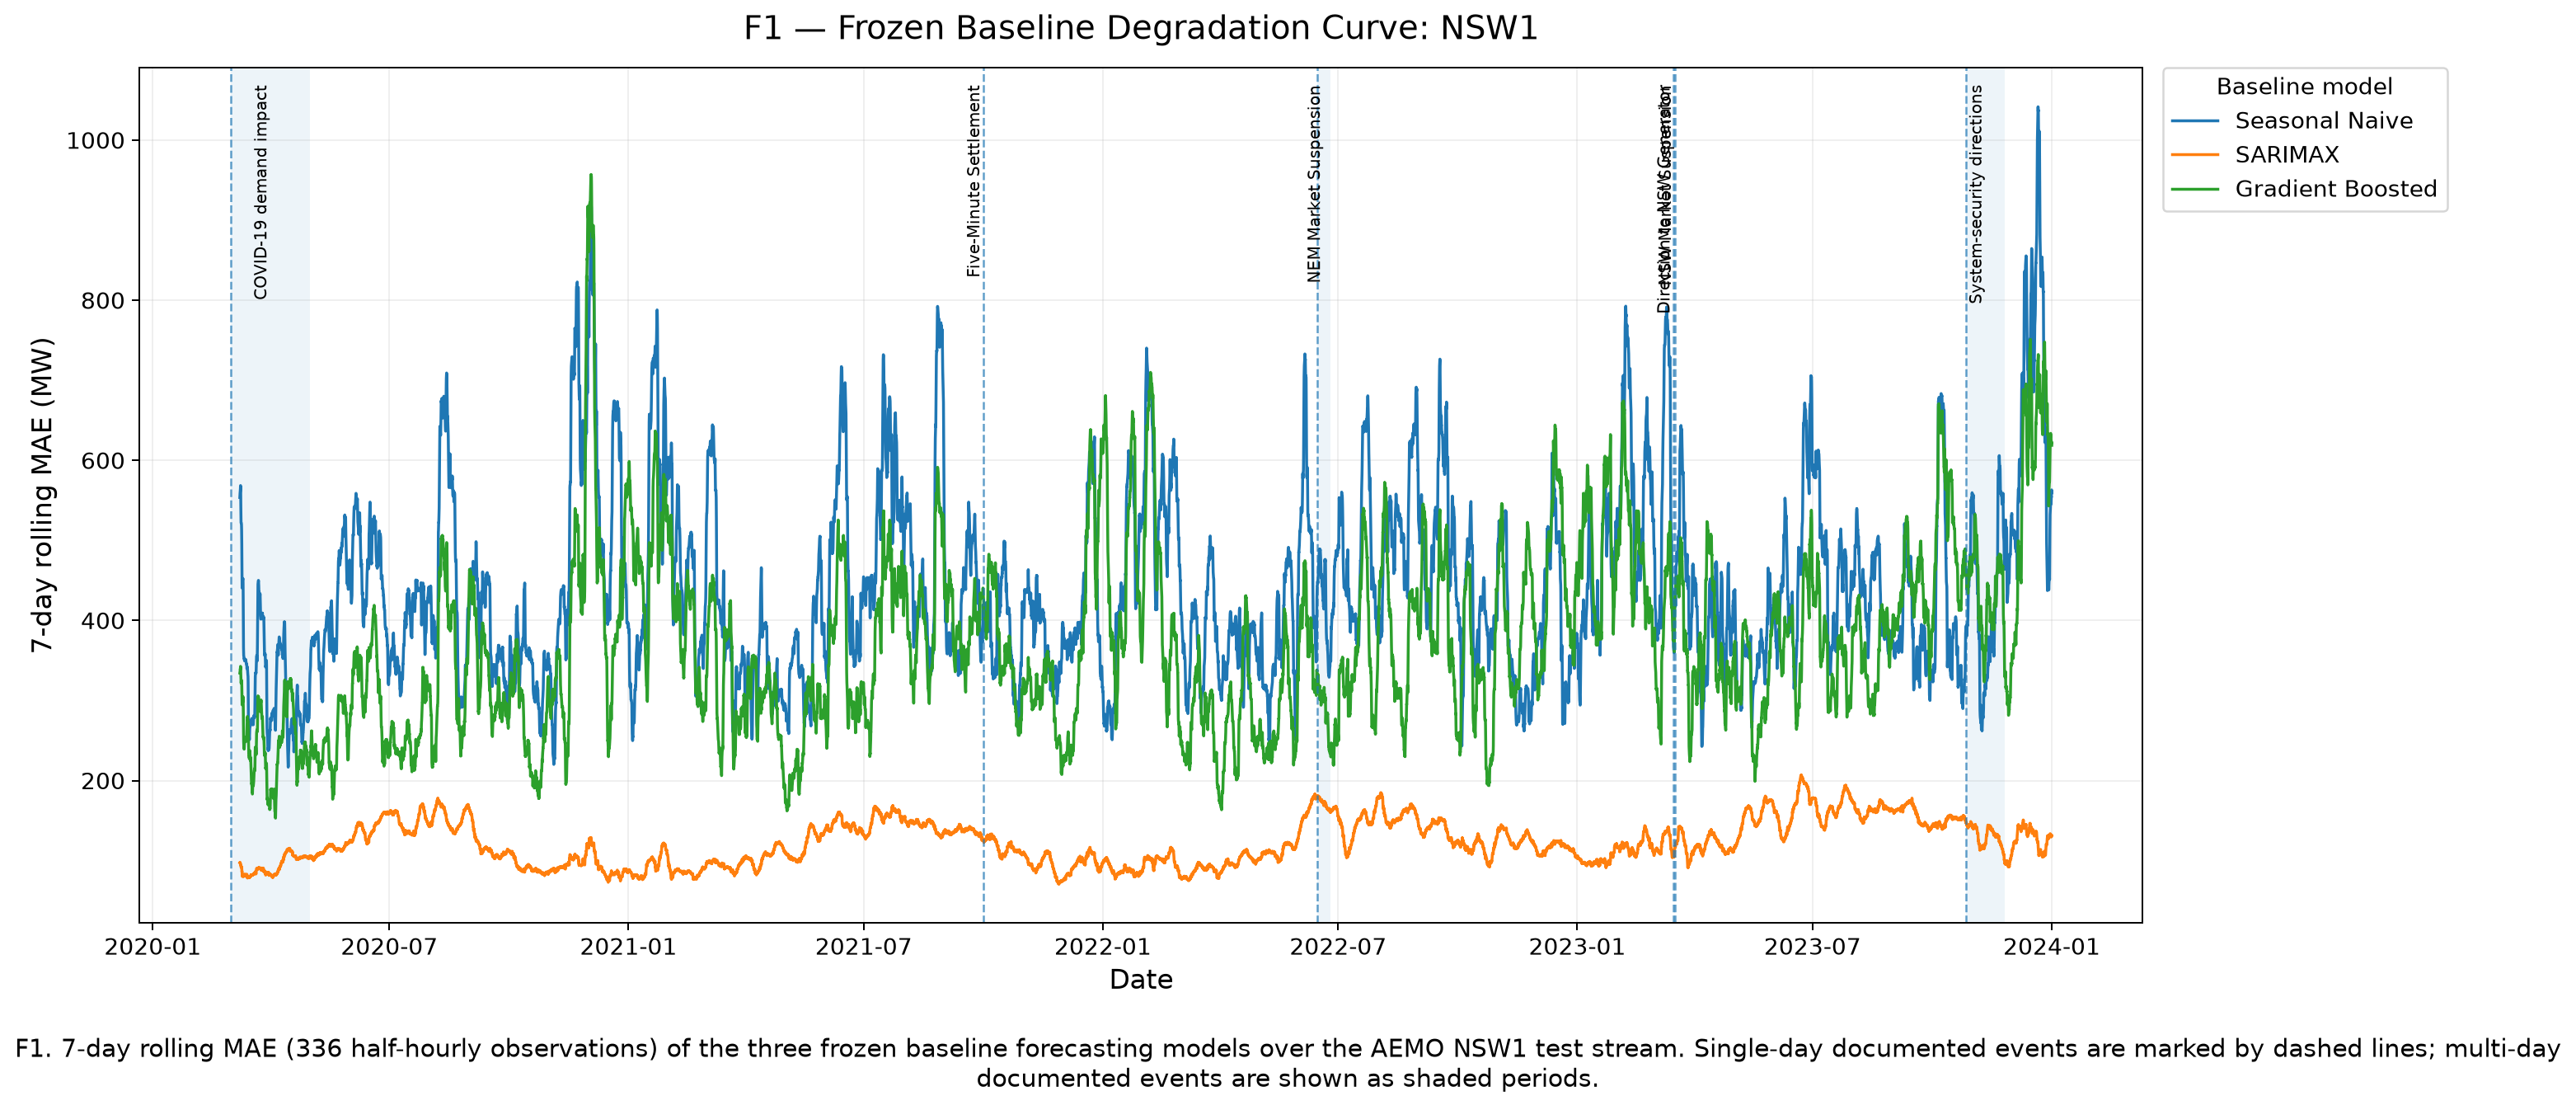 F1 — Frozen Baseline Degradation Curve: NSW1
Baseline model
Seasonal Naive
SARIMAX
Gradient Boosted
7-day rolling MAE (MW)
1000
800
600
400
200
COVID-19 demand impact
Five-Minute Settlement
NEM Market Suspension
System-security directions
2020-01
2020-07
2021-01
2021-07
2022-01
2022-07
2023-01
2023-07
2024-01
Date
F1. 7-day rolling MAE (336 half-hourly observations) of the three frozen baseline forecasting models over the AEMO NSW1 test stream. Single-day documented events are marked by dashed lines; multi-day
documented events are shown as shaded periods.